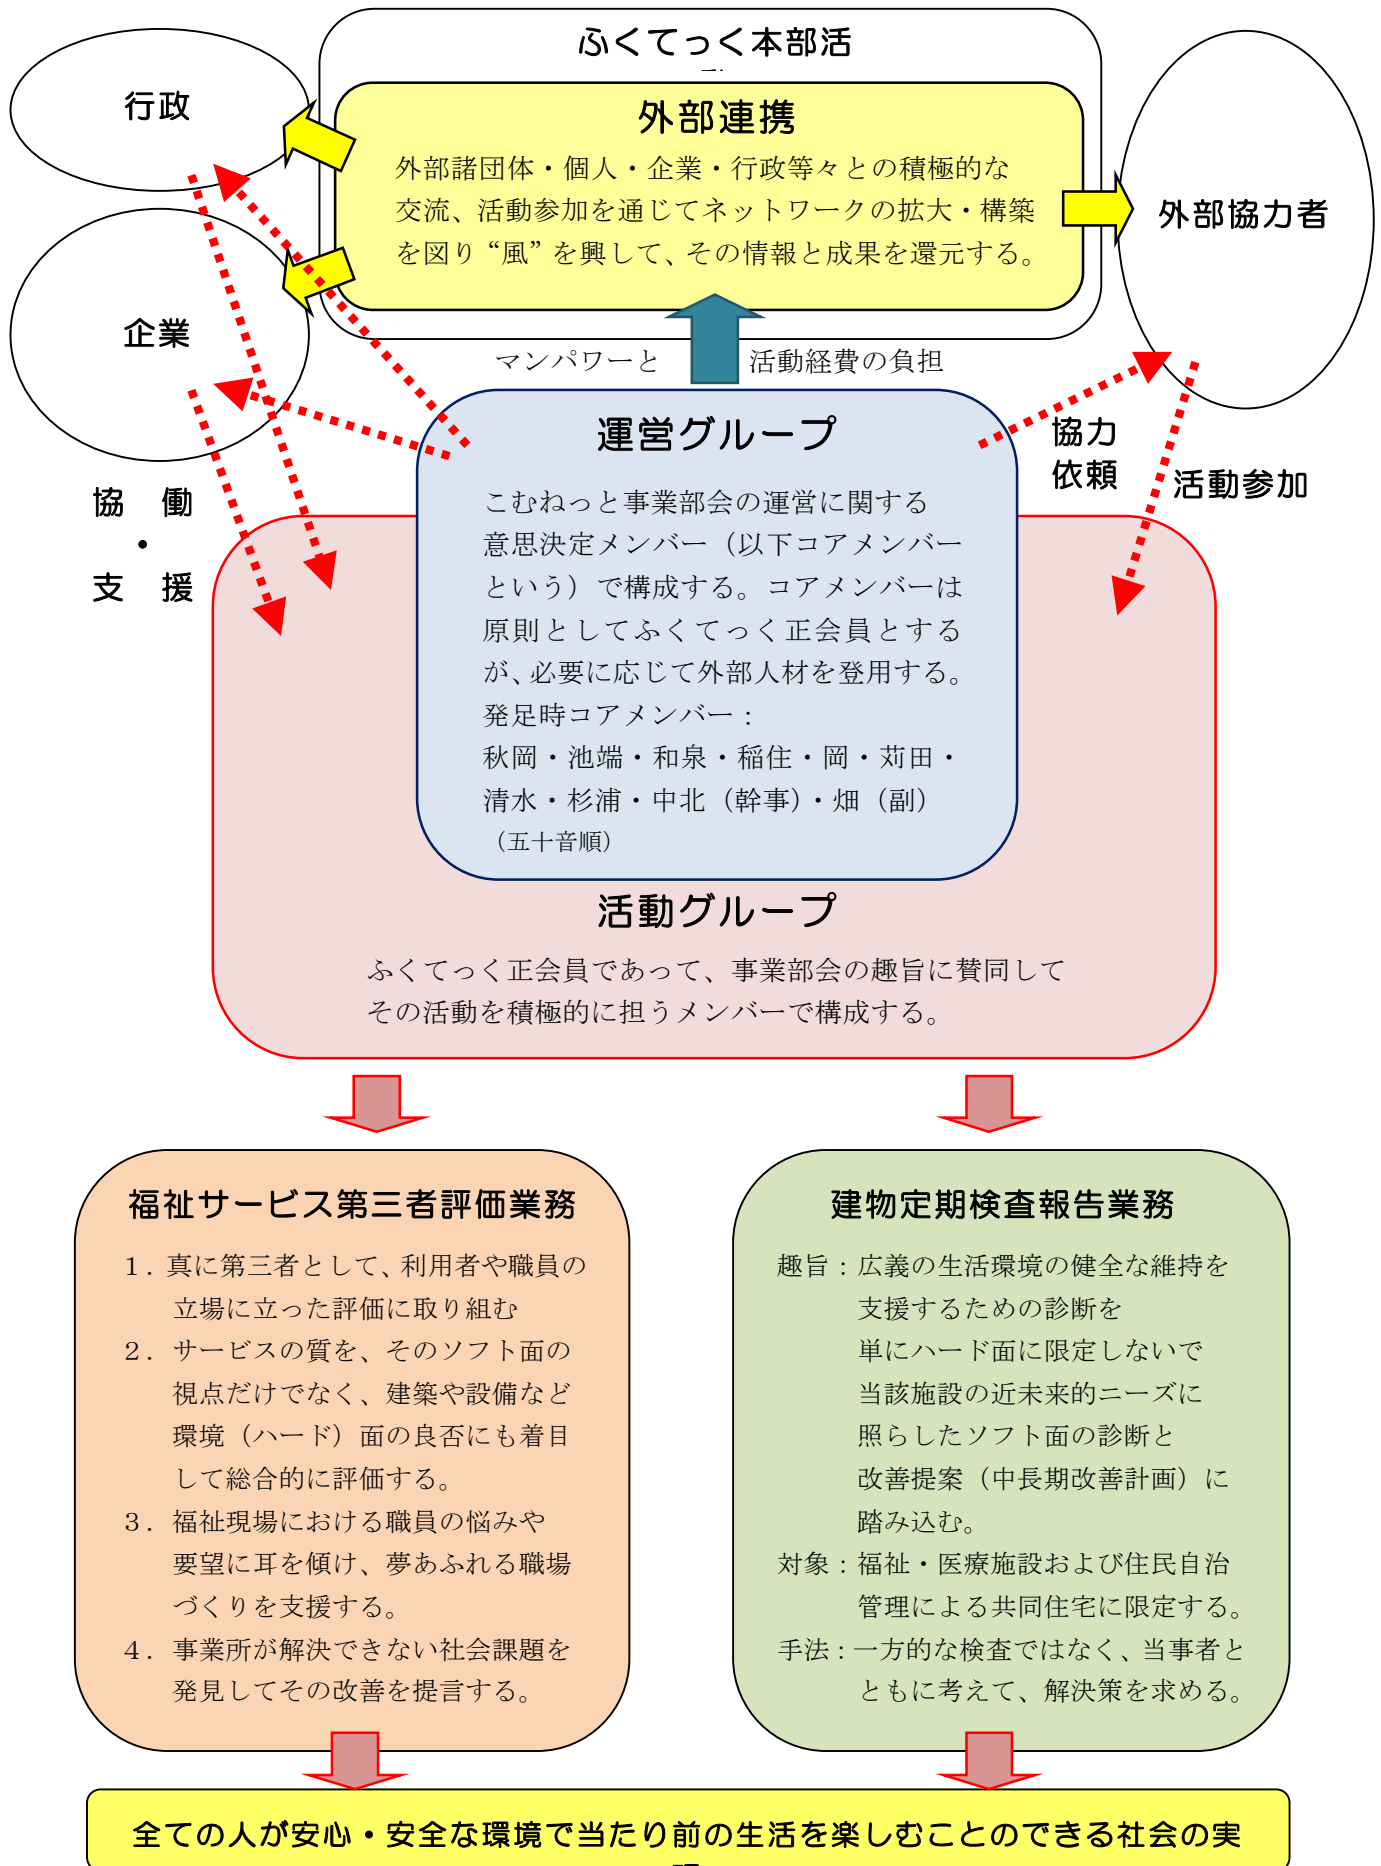 ふくてっく本部活
行政
外部連携
外部諸団体・個人・企業・行政等々との積極的な
交流、活動参加を通じてネットワークの拡大・構築
を図り“風”を興して、その情報と成果を還元する。
外部協力者
企業
マンパワーと
活動経費の負担
運営グループ
協力
依頼
活動参加
協　働
・
支　援
こむねっと事業部会の運営に関する
意思決定メンバー（以下コアメンバー
という）で構成する。コアメンバーは
原則としてふくてっく正会員とする
が、必要に応じて外部人材を登用する。
発足時コアメンバー：
秋岡・池端・和泉・稲住・岡・苅田・
清水・杉浦・中北（幹事）・畑（副）
（五十音順）
活動グループ
ふくてっく正会員であって、事業部会の趣旨に賛同して
その活動を積極的に担うメンバーで構成する。
福祉サービス第三者評価業務
１．真に第三者として、利用者や職員の
立場に立った評価に取り組む
２．サービスの質を、そのソフト面の
視点だけでなく、建築や設備など
環境（ハード）面の良否にも着目
して総合的に評価する。
３．福祉現場における職員の悩みや
要望に耳を傾け、夢あふれる職場
づくりを支援する。
４．事業所が解決できない社会課題を
発見してその改善を提言する。
建物定期検査報告業務
趣旨：広義の生活環境の健全な維持を
支援するための診断を
単にハード面に限定しないで
当該施設の近未来的ニーズに
照らしたソフト面の診断と
改善提案（中長期改善計画）に
踏み込む。
対象：福祉・医療施設および住民自治
管理による共同住宅に限定する。
手法：一方的な検査ではなく、当事者と
ともに考えて、解決策を求める。
全ての人が安心・安全な環境で当たり前の生活を楽しむことのできる社会の実